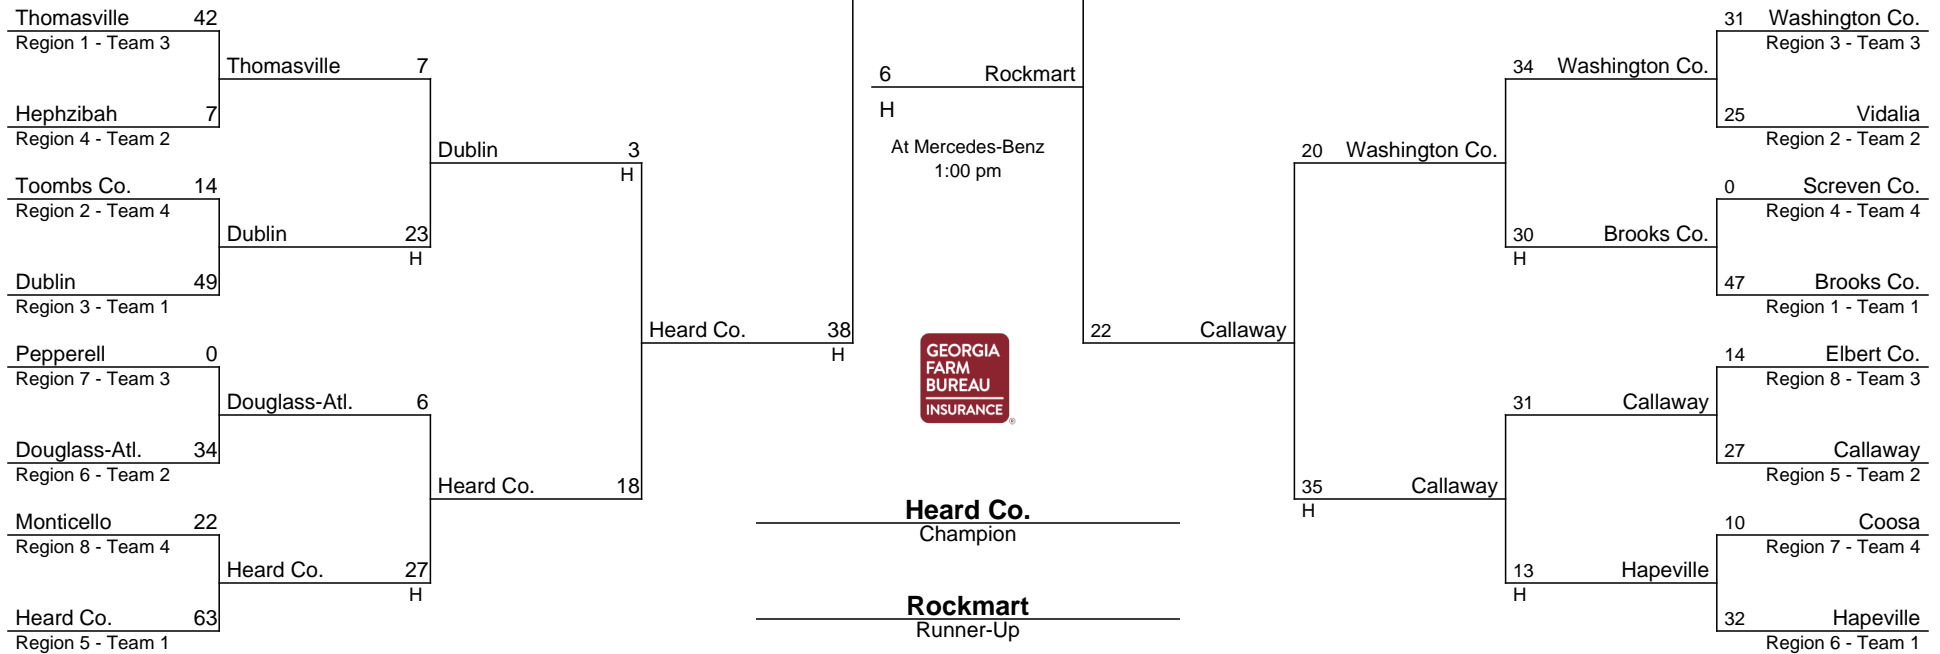 Thomasville 42
Region 1 - Team 3
Thomasville 7
Hephzibah 7
Region 4 - Team 2
Dublin 3
H
Toombs Co. 14
Region 2 - Team 4
Dublin 23
H
Dublin 49
Region 3 - Team 1
Heard Co. 38
H
Pepperell 0
Region 7 - Team 3
Douglass-Atl. 6
Douglass-Atl. 34
Region 6 - Team 2
Heard Co. 18
Monticello 22
Region 8 - Team 4
Heard Co. 27
H
Heard Co. 63
Region 5 - Team 1
6 Rockmart
H
At Mercedes-Benz
1:00 pm
GEORGIA
FARM
BUREAU
INSURANCE
®
Heard Co.
Champion
Rockmart
Runner-Up
31 Washington Co.
Region 3 - Team 3
34 Washington Co.
25 Vidalia
Region 2 - Team 2
20 Washington Co.
0 Screven Co.
Region 4 - Team 4
30 Brooks Co.
H
47 Brooks Co.
Region 1 - Team 1
22 Callaway
14 Elbert Co.
Region 8 - Team 3
31 Callaway
27 Callaway
Region 5 - Team 2
35 Callaway
H
10 Coosa
Region 7 - Team 4
13 Hapeville
H
32 Hapeville
Region 6 - Team 1